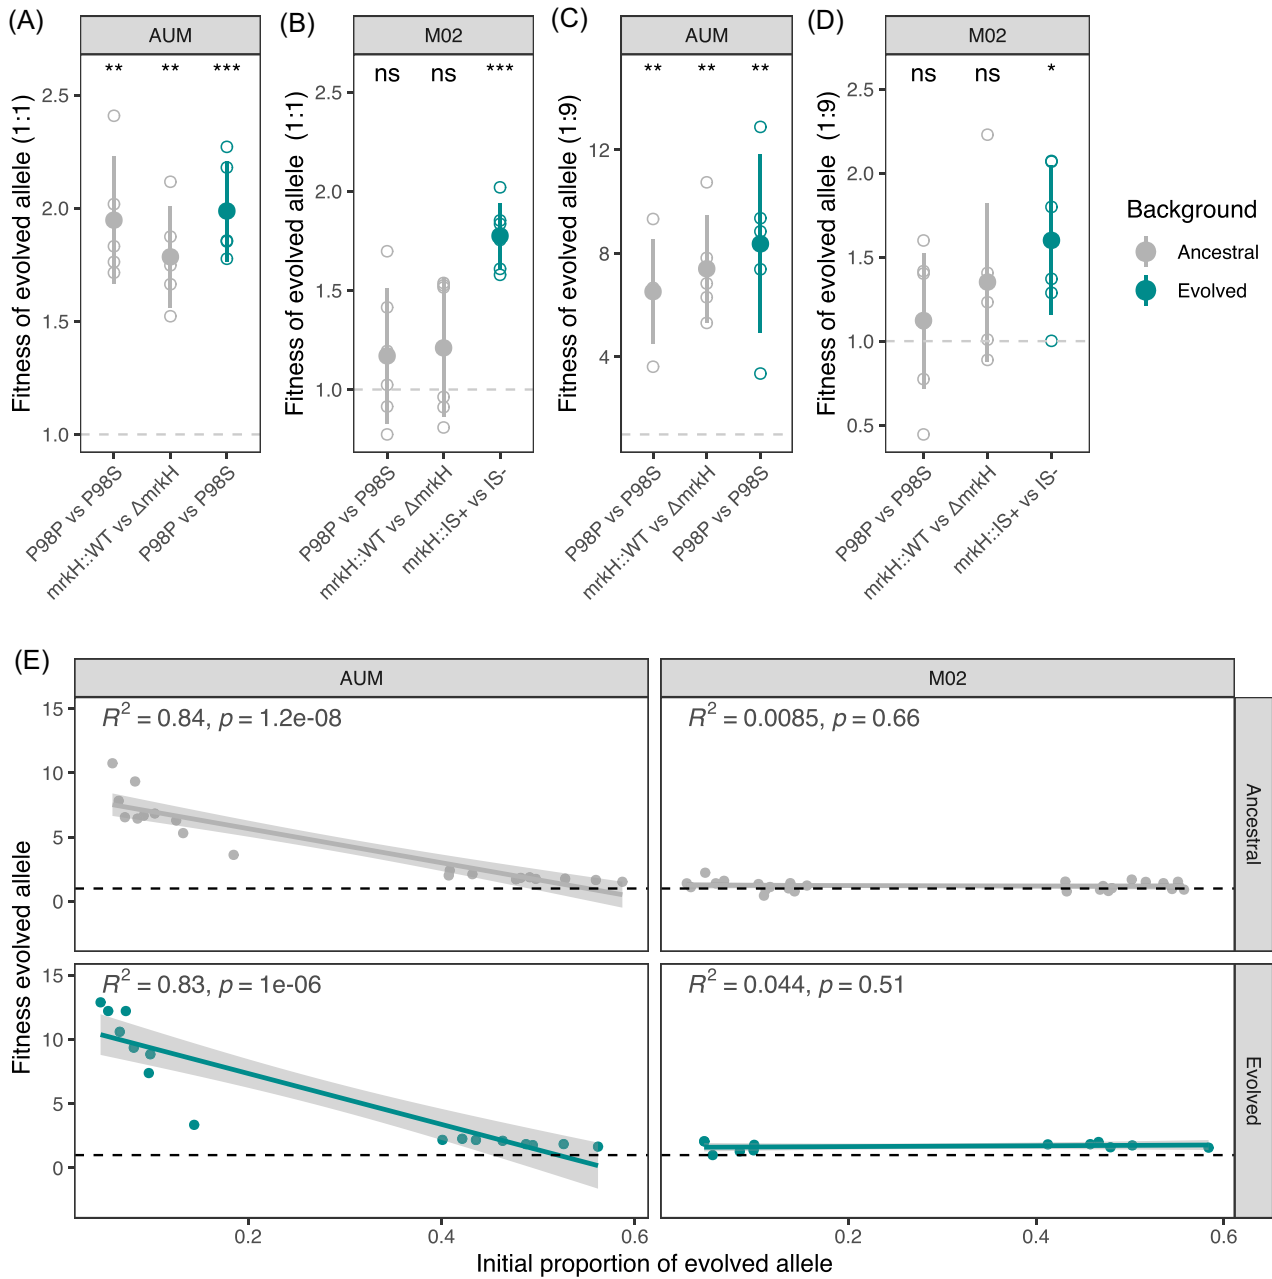 (A)
AUM
** ** ***
Fitness of evolved allele (1:1)
2.5
2.0
1.5
1.0
P98P vs P98S
mrkH::WT vs ΔmrkH
P98P vs P98S
(B)
M02
ns ns ***
Fitness of evolved allele (1:1)
2.5
2.0
1.5
1.0
P98P vs P98S
mrkH::WT vs ΔmrkH
mrkH::IS+ vs IS-
(C)
AUM
** ** **
Fitness of evolved allele (1:9)
12
8
4
P98P vs P98S
mrkH::WT vs ΔmrkH
P98P vs P98S
(D)
M02
ns ns *
Fitness of evolved allele (1:9)
2.5
2.0
1.5
1.0
0.5
P98P vs P98S
mrkH::WT vs ΔmrkH
mrkH::IS+ vs IS-
Background
Ancestral
Evolved
(E)
AUM
M02
R² = 0.84, p = 1.2e-08
R² = 0.0085, p = 0.66
15
10
5
0
Ancestral
R² = 0.83, p = 1e-06
R² = 0.044, p = 0.51
15
10
5
0
Evolved
Fitness evolved allele
0.2 0.4 0.6
0.2 0.4 0.6
Initial proportion of evolved allele